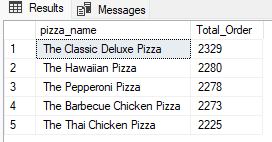 Results Messages
pizza_name Total_Order
1 The Classic Deluxe Pizza 2329
2 The Hawaiian Pizza 2280
3 The Pepperoni Pizza 2278
4 The Barbecue Chicken Pizza 2273
5 The Thai Chicken Pizza 2225